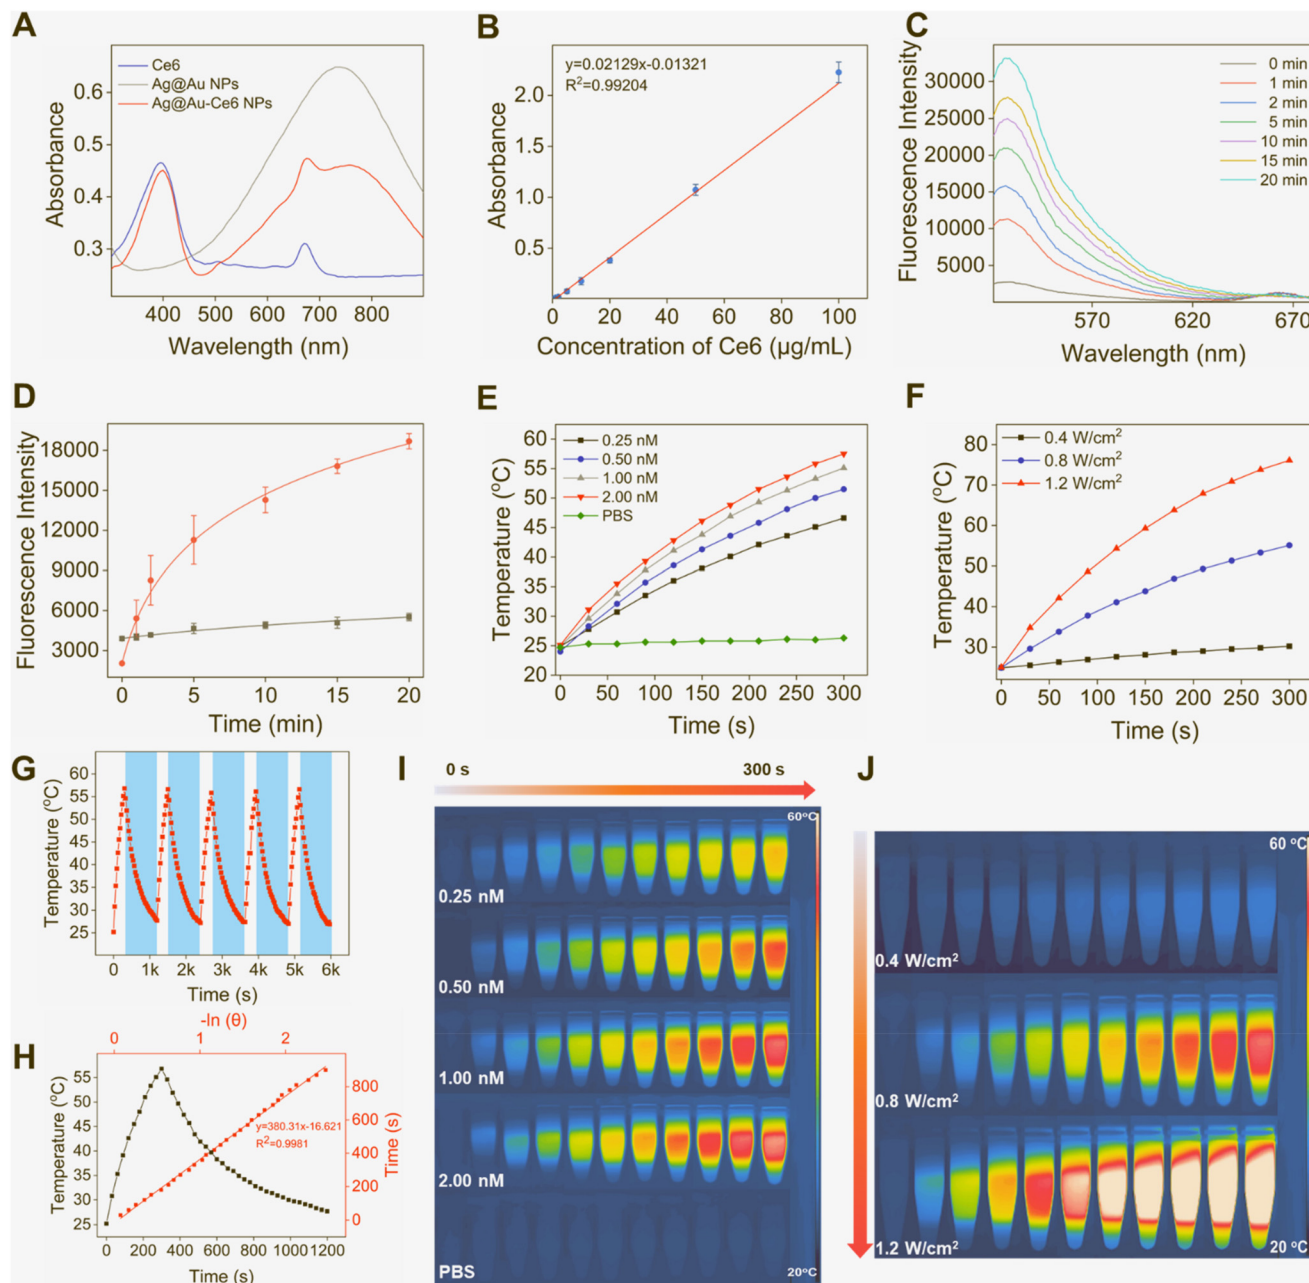 A
Ce6
Ag@Au NPs
Ag@Au-Ce6 NPs
0.6
0.5
0.4
0.3
Absorbance
400 500 600 700 800
Wavelength (nm)
B
y=0.02129x-0.01321
R²=0.99204
2.0
1.5
1.0
0.5
Absorbance
0 20 40 60 80 100
Concentration of Ce6 (µg/mL)
C
0 min
1 min
2 min
5 min
10 min
15 min
20 min
35000
30000
25000
20000
15000
10000
5000
Fluorescence Intensity
570 620 670
Wavelength (nm)
D
18000
15000
12000
9000
6000
3000
Fluorescence Intensity
0 5 10 15 20
Time (min)
E
0.25 nM
0.50 nM
1.00 nM
2.00 nM
PBS
60
55
50
45
40
35
30
25
20
Temperature (ºC)
0 50 100 150 200 250 300
Time (s)
F
0.4 W/cm²
0.8 W/cm²
1.2 W/cm²
80
70
60
50
40
30
Temperature (ºC)
0 50 100 150 200 250 300
Time (s)
G
60
55
50
45
40
35
30
25
Temperature (ºC)
0 1k 2k 3k 4k 5k 6k
Time (s)
H
-ln (θ)
0 1 2
55
50
45
40
35
30
25
Temperature (ºC)
y=380.31x-16.621
R²=0.9981
800
600
400
200
0
Time (s)
0 200 400 600 800 1000 1200
Time (s)
I
0 s 300 s
60ºC
0.25 nM
0.50 nM
1.00 nM
2.00 nM
PBS
20ºC
J
60 ºC
0.4 W/cm²
0.8 W/cm²
1.2 W/cm²
20 ºC